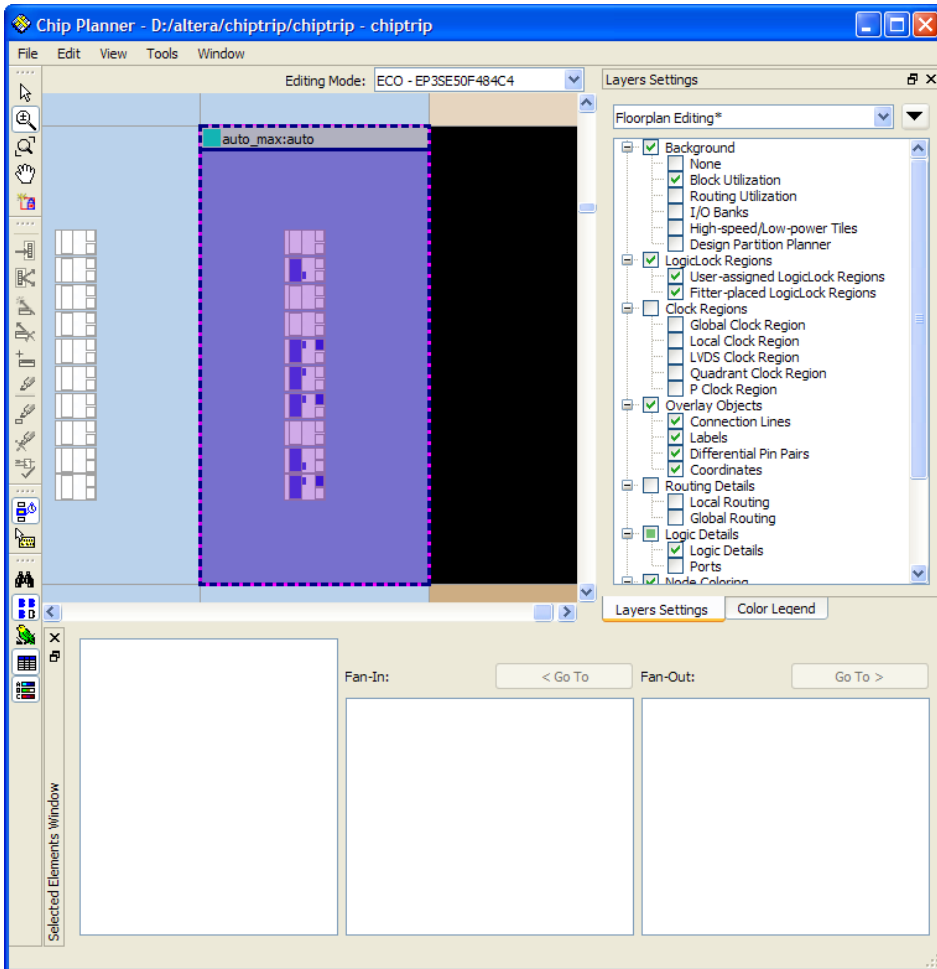 Chip Planner - D:/altera/chiptrip/chiptrip - chiptrip
File Edit View Tools Window
Editing Mode: ECO - EP3SE50F484C4
Layers Settings
auto_max:auto
Floorplan Editing*
Background
None
Block Utilization
Routing Utilization
I/O Banks
High-speed/Low-power Tiles
Design Partition Planner
LogicLock Regions
User-assigned LogicLock Regions
Fitter-placed LogicLock Regions
Clock Regions
Global Clock Region
Local Clock Region
LVDS Clock Region
Quadrant Clock Region
P Clock Region
Overlay Objects
Connection Lines
Labels
Differential Pin Pairs
Coordinates
Routing Details
Local Routing
Global Routing
Logic Details
Logic Details
Ports
Node Coloring
Layers Settings Color Legend
Selected Elements Window
Fan-In: < Go To Fan-Out: Go To >